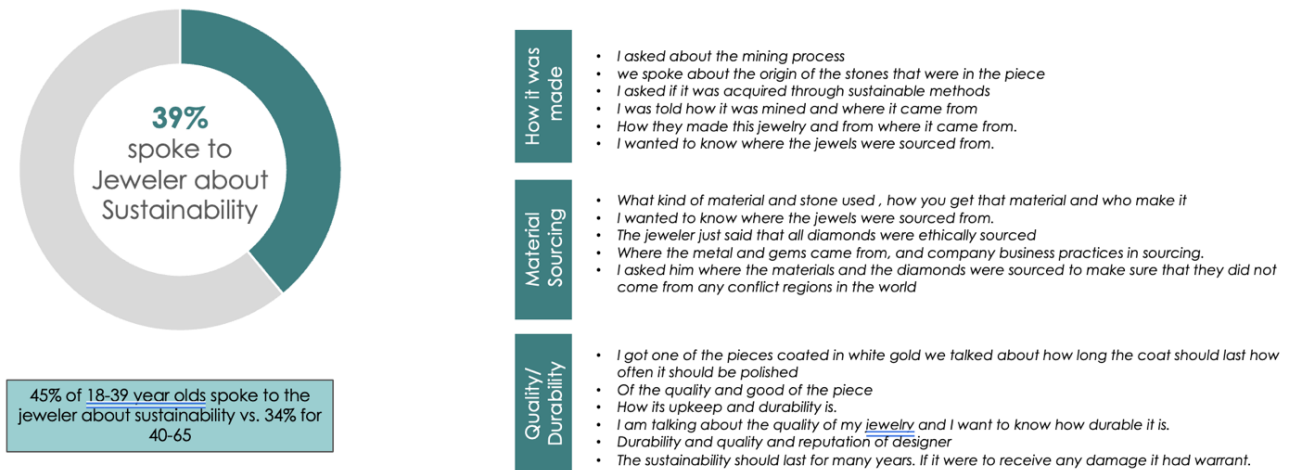 39%
spoke to
Jeweler about
Sustainability
45% of 18-39 year olds spoke to the
jeweler about sustainability vs. 34% for
40-65
How it was
made
• I asked about the mining process
• we spoke about the origin of the stones that were in the piece
• I asked if it was acquired through sustainable methods
• I was told how it was mined and where it came from
• How they made this jewelry and from where it came from.
• I wanted to know where the jewels were sourced from.
Material
Sourcing
• What kind of material and stone used , how you get that material and who make it
• I wanted to know where the jewels were sourced from.
• The jeweler just said that all diamonds were ethically sourced
• Where the metal and gems came from, and company business practices in sourcing.
• I asked him where the materials and the diamonds were sourced to make sure that they did not
come from any conflict regions in the world
Quality/
Durability
• I got one of the pieces coated in white gold we talked about how long the coat should last how
often it should be polished
• Of the quality and good of the piece
• How its upkeep and durability is.
• I am talking about the quality of my jewelry and I want to know how durable it is.
• Durability and quality and reputation of designer
• The sustainability should last for many years. If it were to receive any damage it had warrant.